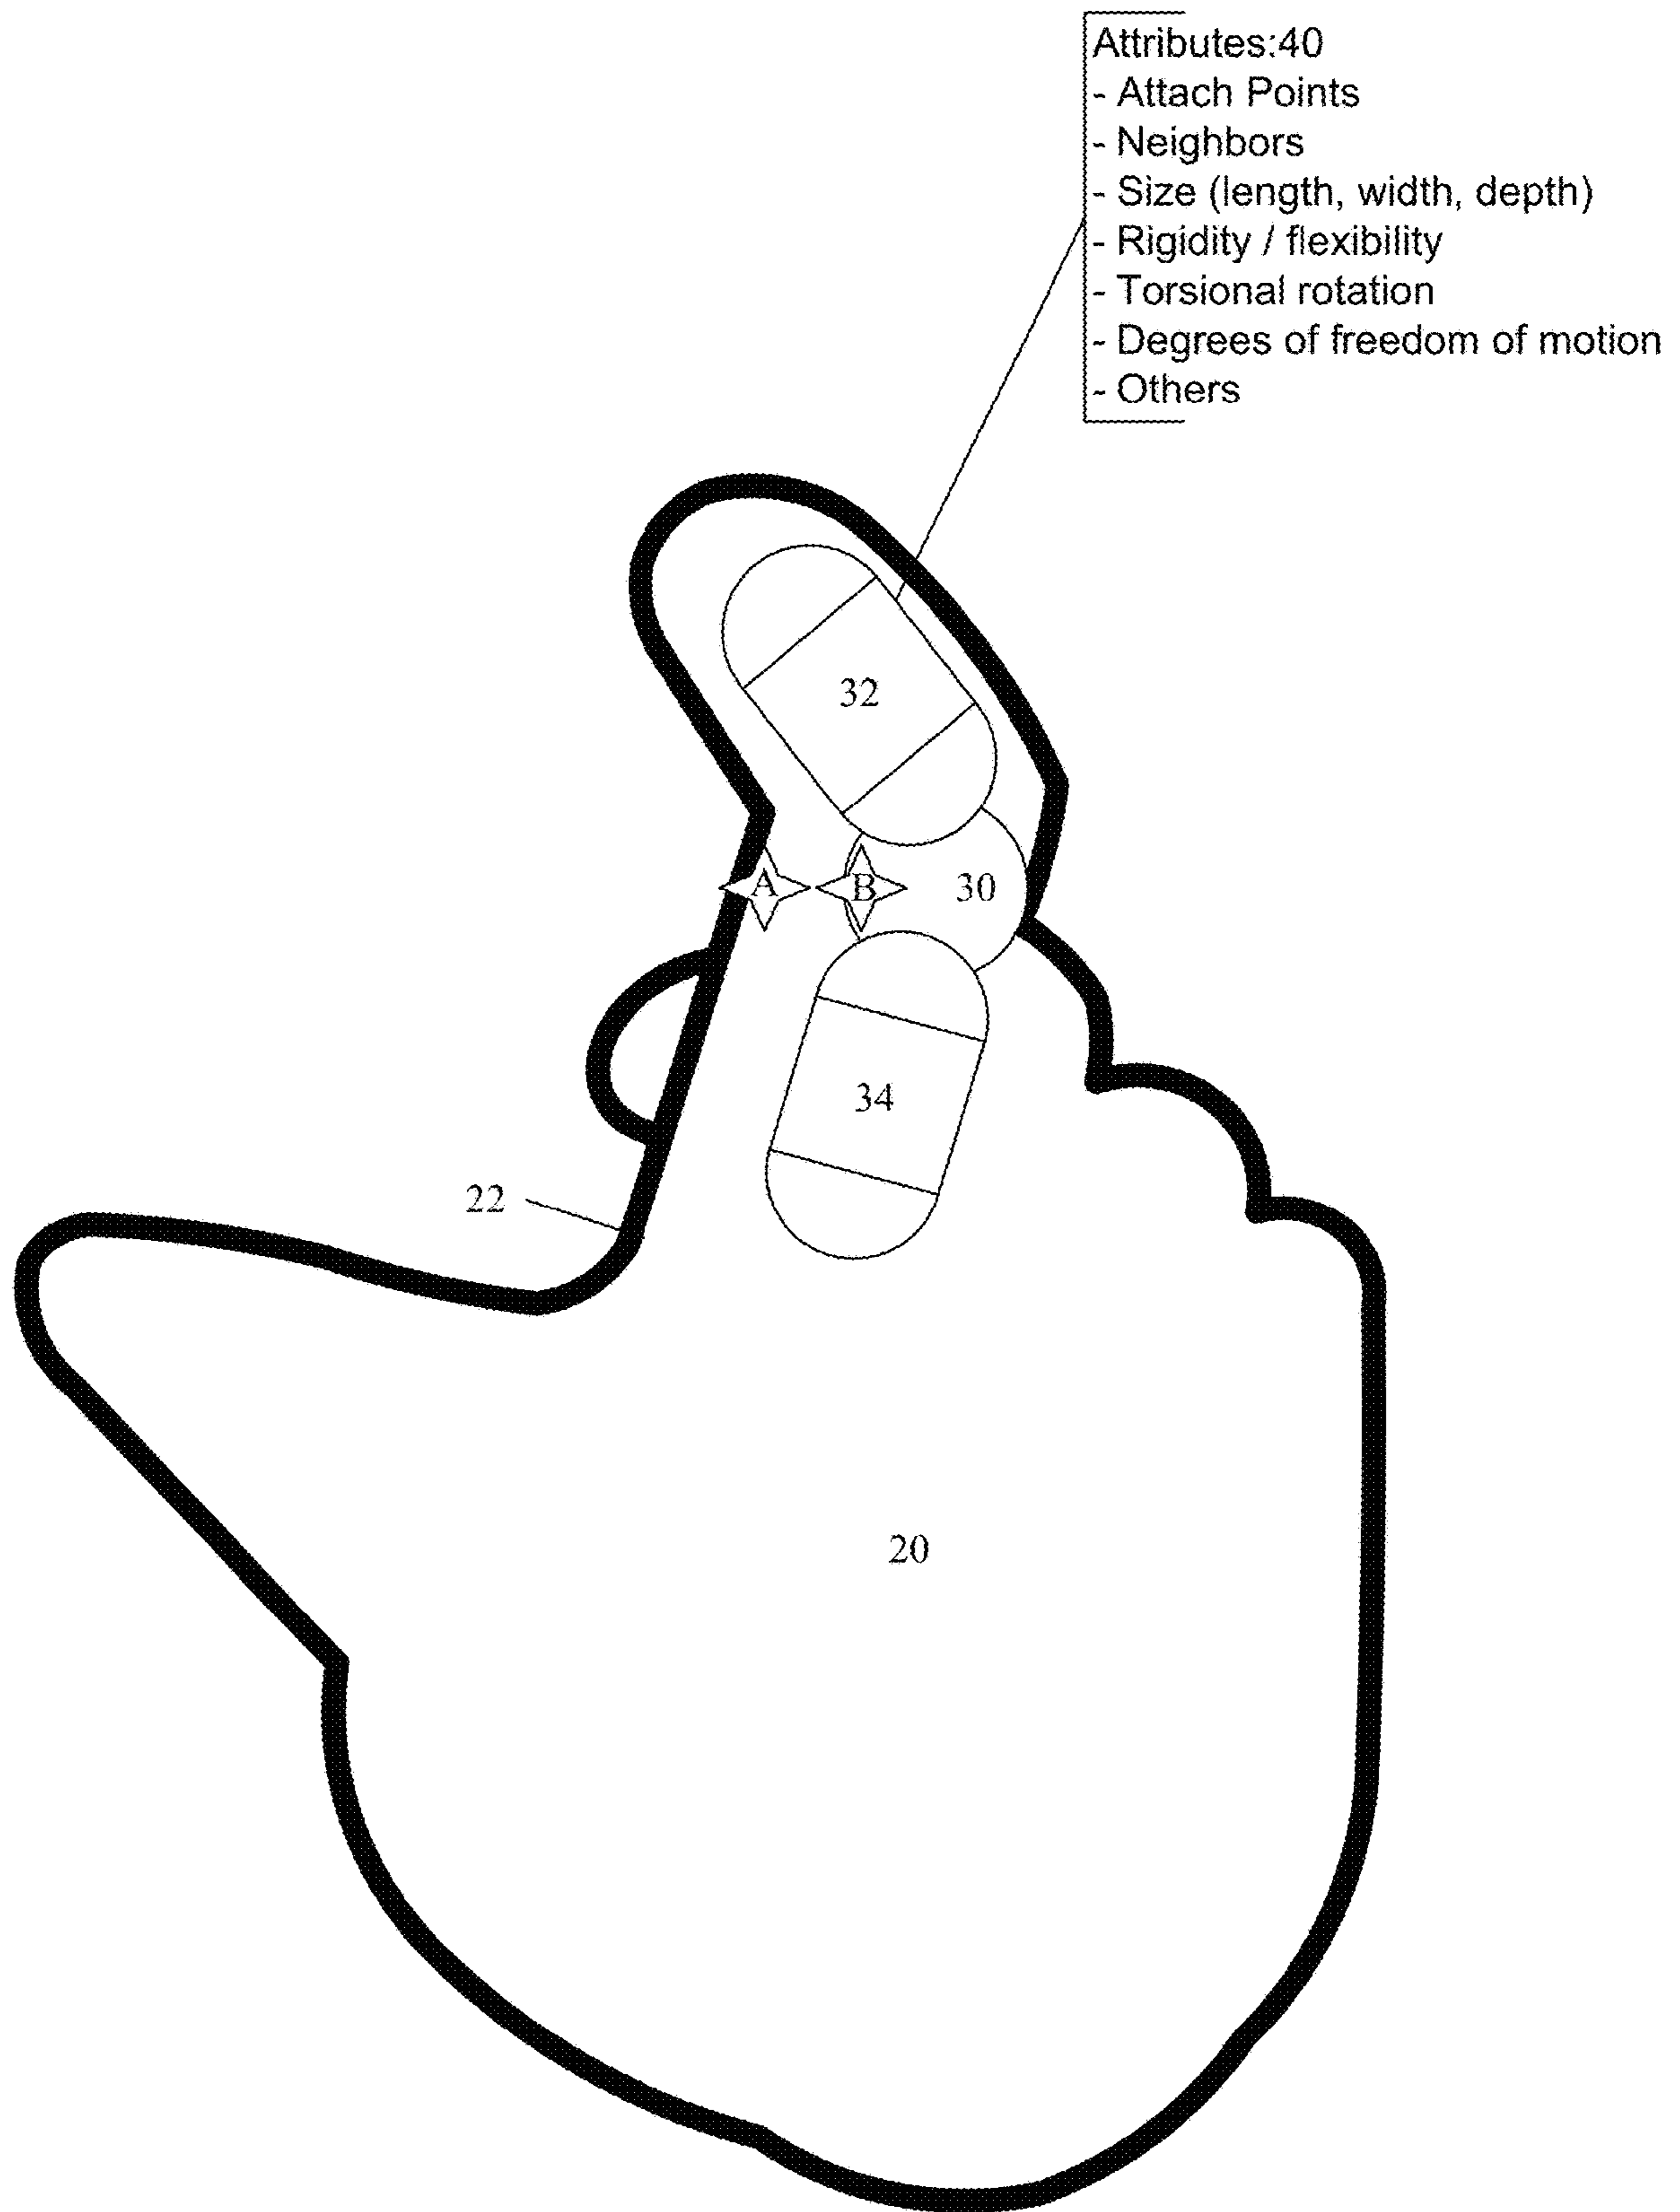 Attributes:40
- Attach Points
- Neighbors
- Size (length, width, depth)
- Rigidity / flexibility
- Torsional rotation
- Degrees of freedom of motion
- Others
32
A B 30
34
22
20